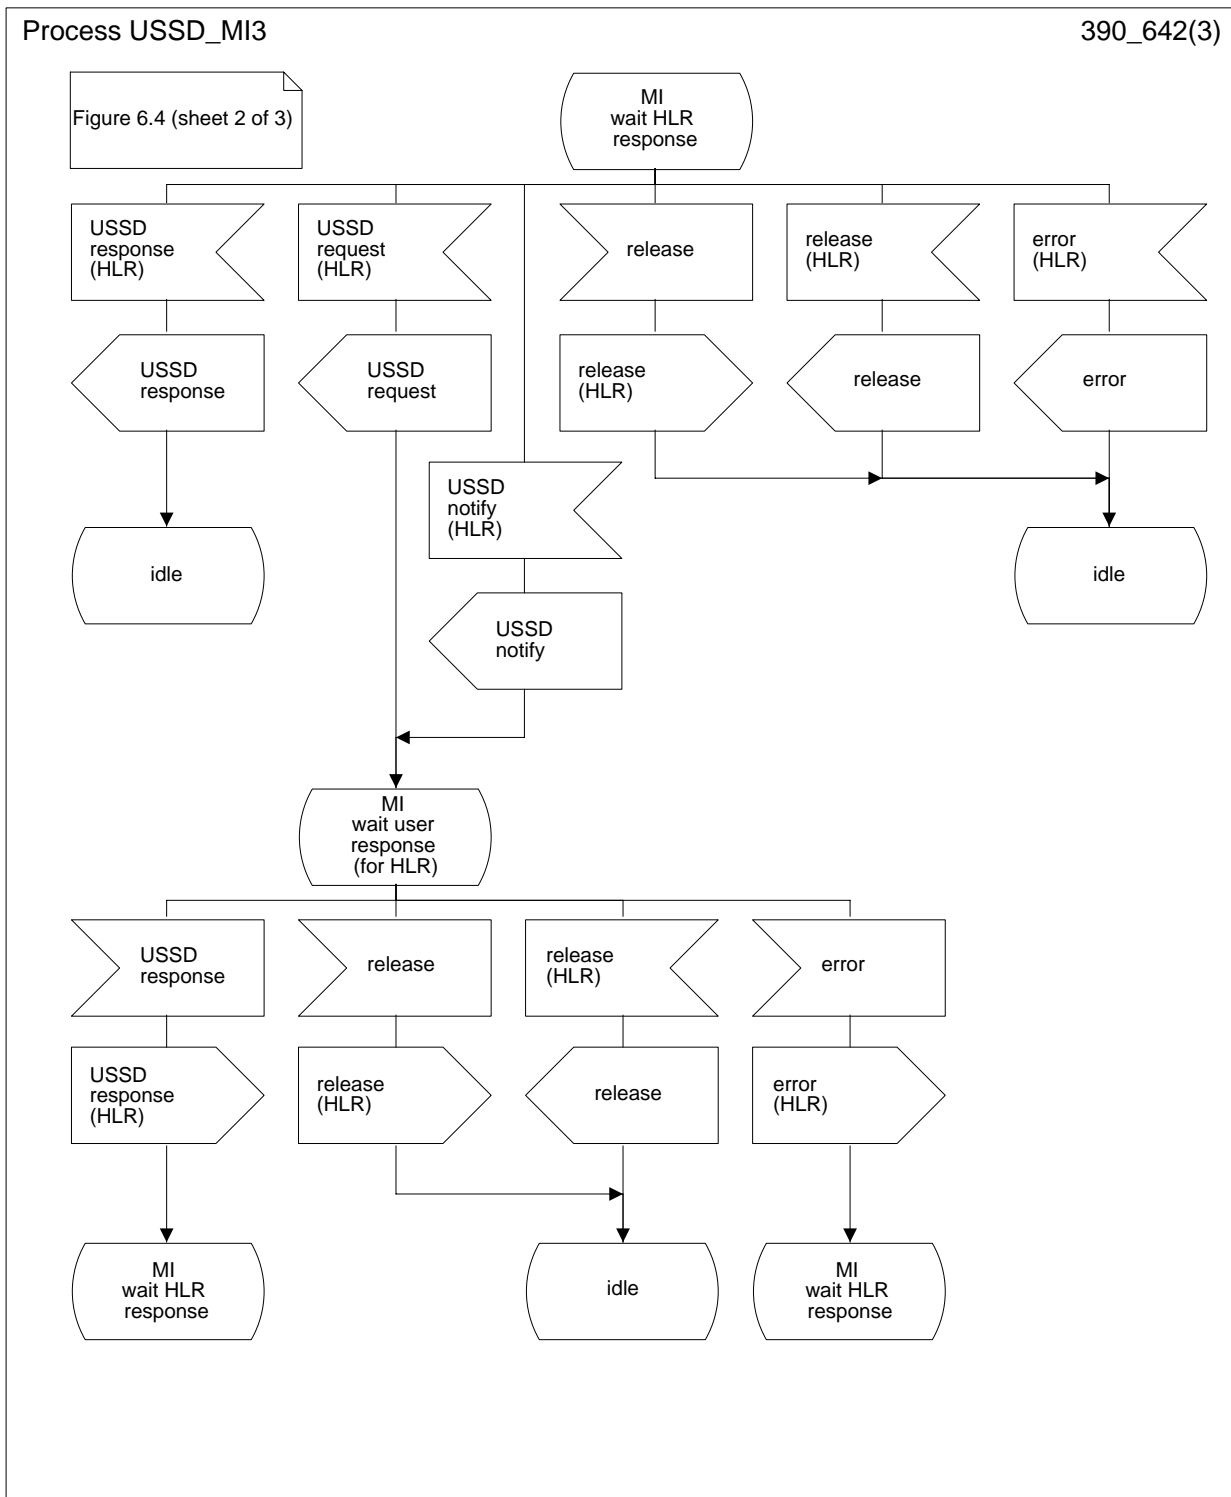 Process USSD_MI3
390_642(3)
Figure 6.4 (sheet 2 of 3)
MI
wait HLR
response
USSD
response
(HLR)
USSD
request
(HLR)
release
release
(HLR)
error
(HLR)
USSD
response
USSD
request
release
(HLR)
release
error
USSD
notify
(HLR)
idle
idle
USSD
notify
MI
wait user
response
(for HLR)
USSD
response
release
release
(HLR)
error
USSD
response
(HLR)
release
(HLR)
release
error
(HLR)
MI
wait HLR
response
idle
MI
wait HLR
response